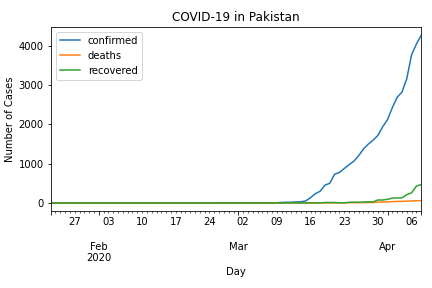 COVID-19 in Pakistan
confirmed
deaths
recovered
Number of Cases
4000
3000
2000
1000
0
27 03 10 17 24 02 09 16 23 30 06
Feb Mar Apr
2020
Day